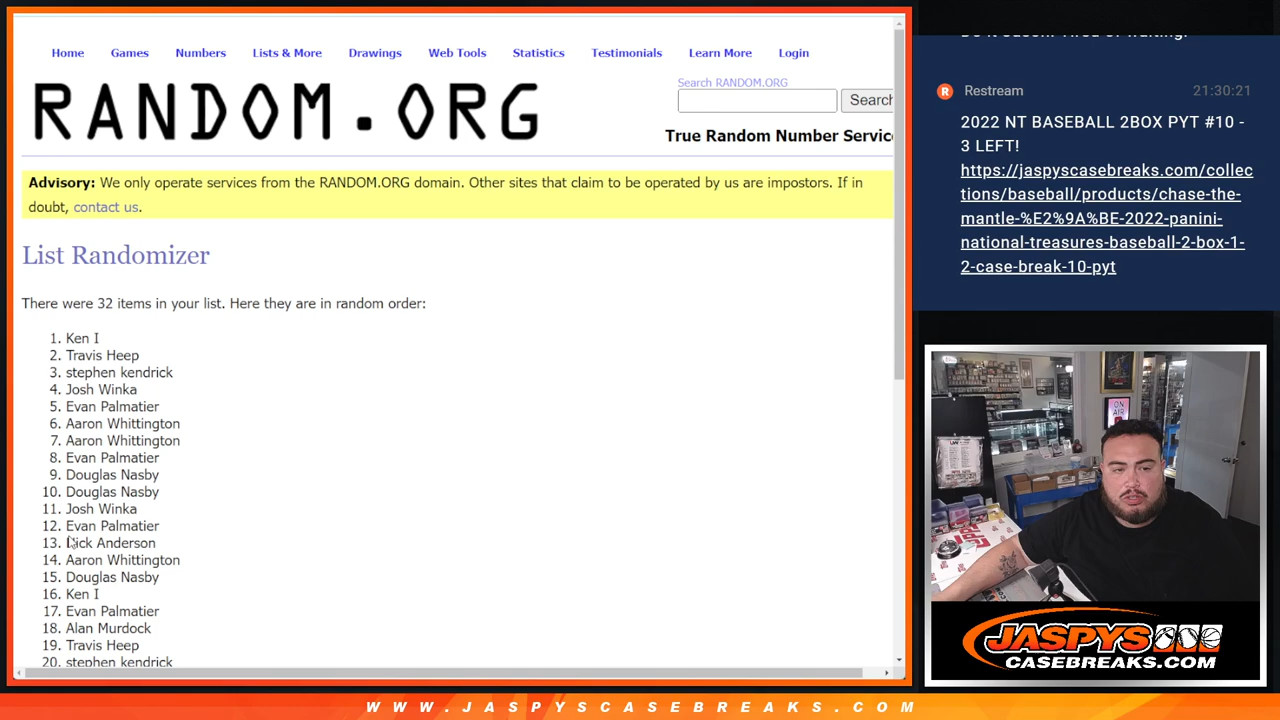 Home Games Numbers Lists & More Drawings Web Tools Statistics Testimonials Learn More Login
RANDOM.ORG
Search RANDOM.ORG
Search
True Random Number Servic
Advisory: We only operate services from the RANDOM.ORG domain. Other sites that claim to be operated by us are impostors. If in
doubt, contact us.
List Randomizer
There were 32 items in your list. Here they are in random order:
1. Ken I
2. Travis Heep
3. stephen kendrick
4. Josh Winka
5. Evan Palmatier
6. Aaron Whittington
7. Aaron Whittington
8. Evan Palmatier
9. Douglas Nasby
10. Douglas Nasby
11. Josh Winka
12. Evan Palmatier
13. Anderson
14. Aaron Whittington
15. Douglas Nasby
16. Ken I
17. Evan Palmatier
18. Alan Murdock
19. Travis Heep
20. stephen kendrick
Restream 21:30:21
2022 NT BASEBALL 2BOX PYT #10 -
3 LEFT!
https://jaspyscasebreaks.com/collec
tions/baseball/products/chase-the-
mantle-%E2%9A%BE-2022-panini-
national-treasures-baseball-2-box-1-
2-case-break-10-pyt
ON
AIR
JASPYS
CASEBREAKS.COM
WWW.JASPYSCASEBREAKS.COM